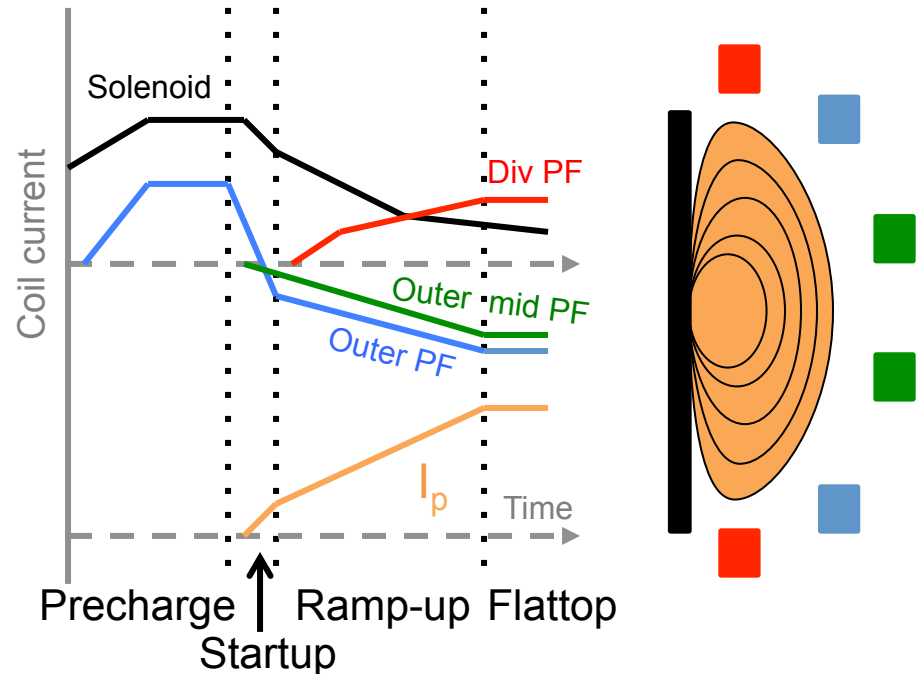 Solenoid
Div PF
Coil current
Outer mid PF
Outer PF
Ip
Time
Precharge
Ramp-up
Flattop
Startup